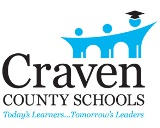 Craven
COUNTY SCHOOLS
Today's Learners...Tomorrow's Leaders